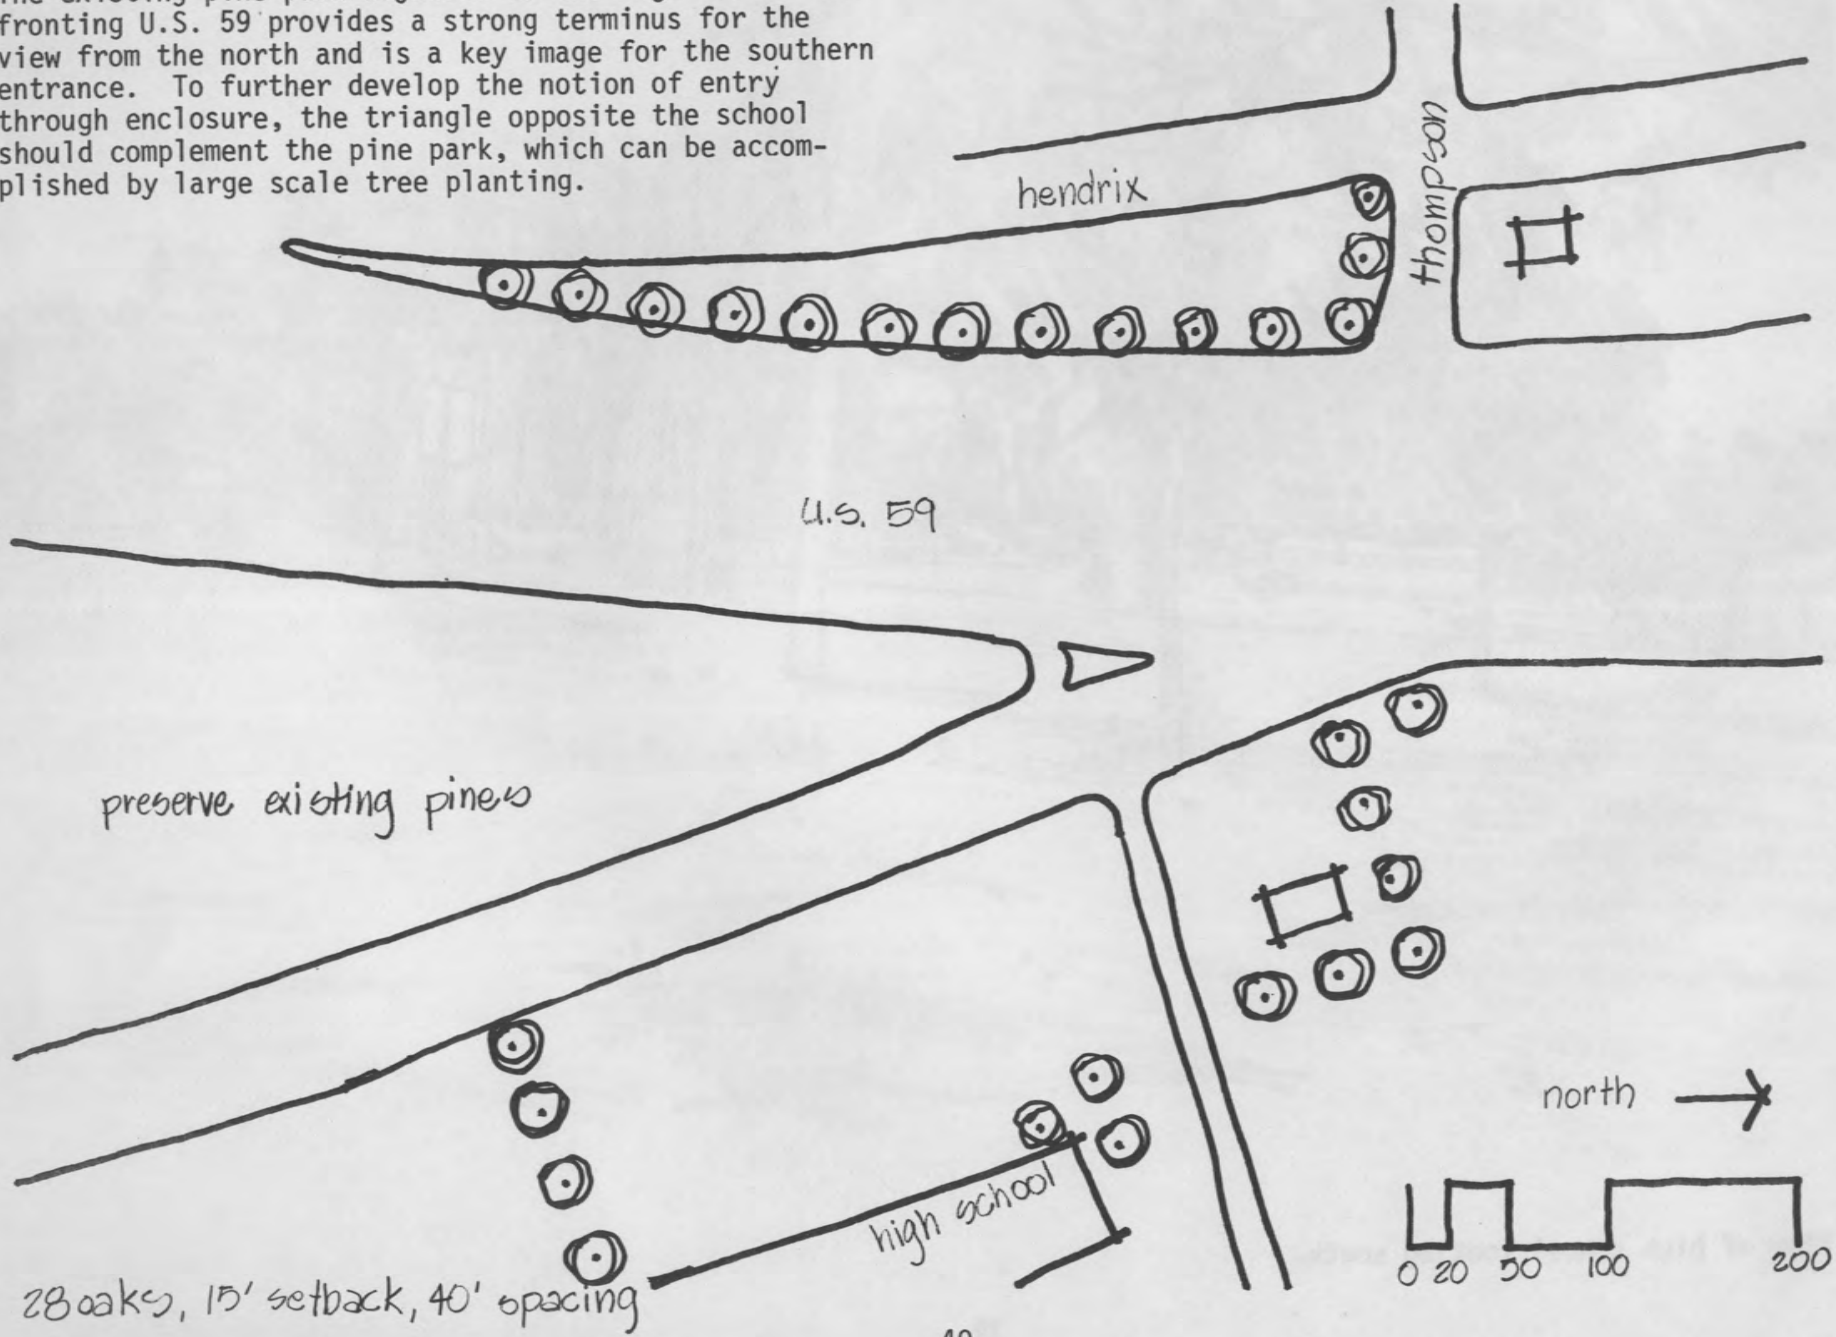 fronting U.S. 59 provides a strong terminus for the
view from the north and is a key image for the southern
entrance. To further develop the notion of entry
through enclosure, the triangle opposite the school
should complement the pine park, which can be accom-
plished by large scale tree planting.
hendrix
thompson
u.s. 59
preserve existing pines
north
high school
0 20 50 100 200
28 oaks, 15' setback, 40' spacing